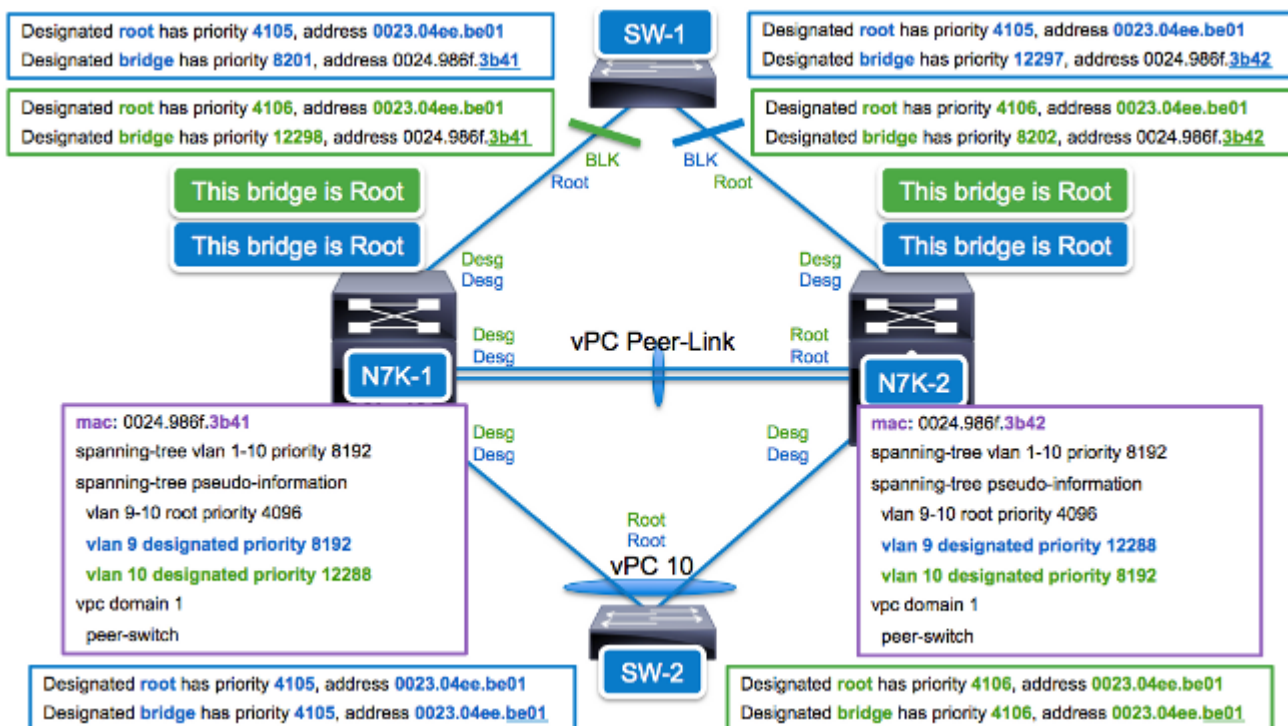 Designated root has priority 4105, address 0023.04ee.be01
Designated bridge has priority 8201, address 0024.986f.3b41
SW-1
Designated root has priority 4105, address 0023.04ee.be01
Designated bridge has priority 12297, address 0024.986f.3b42
Designated root has priority 4106, address 0023.04ee.be01
Designated bridge has priority 12298, address 0024.986f.3b41
Designated root has priority 4106, address 0023.04ee.be01
Designated bridge has priority 8202, address 0024.986f.3b42
BLK
Root
BLK
Root
This bridge is Root
This bridge is Root
This bridge is Root
This bridge is Root
Desg
Desg
Desg
Desg
Desg
Desg
vPC Peer-Link
Root
Root
N7K-1
N7K-2
mac: 0024.986f.3b41
spanning-tree vlan 1-10 priority 8192
spanning-tree pseudo-information
vlan 9-10 root priority 4096
vlan 9 designated priority 8192
vlan 10 designated priority 12288
vpc domain 1
peer-switch
Desg
Desg
Desg
Desg
mac: 0024.986f.3b42
spanning-tree vlan 1-10 priority 8192
spanning-tree pseudo-information
vlan 9-10 root priority 4096
vlan 9 designated priority 12288
vlan 10 designated priority 8192
vpc domain 1
peer-switch
Root
Root
vPC 10
SW-2
Designated root has priority 4105, address 0023.04ee.be01
Designated bridge has priority 4105, address 0023.04ee.be01
Designated root has priority 4106, address 0023.04ee.be01
Designated bridge has priority 4106, address 0023.04ee.be01